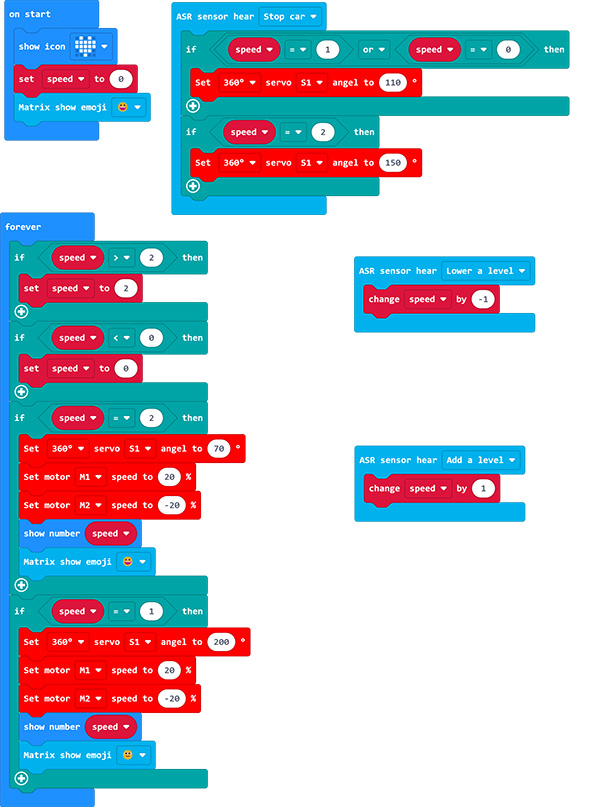 on start
show icon
set speed to 0
Matrix show emoji
ASR sensor hear Stop car
if speed = 1 or speed = 0 then
Set 360° servo S1 angel to 110 °
if speed = 2 then
Set 360° servo S1 angel to 150 °
forever
if speed > 2 then
set speed to 2
if speed < 0 then
set speed to 0
if speed = 2 then
Set 360° servo S1 angel to 70 °
Set motor M1 speed to 20 %
Set motor M2 speed to -20 %
show number speed
Matrix show emoji
if speed = 1 then
Set 360° servo S1 angel to 200 °
Set motor M1 speed to 20 %
Set motor M2 speed to -20 %
show number speed
Matrix show emoji
ASR sensor hear Lower a level
change speed by -1
ASR sensor hear Add a level
change speed by 1